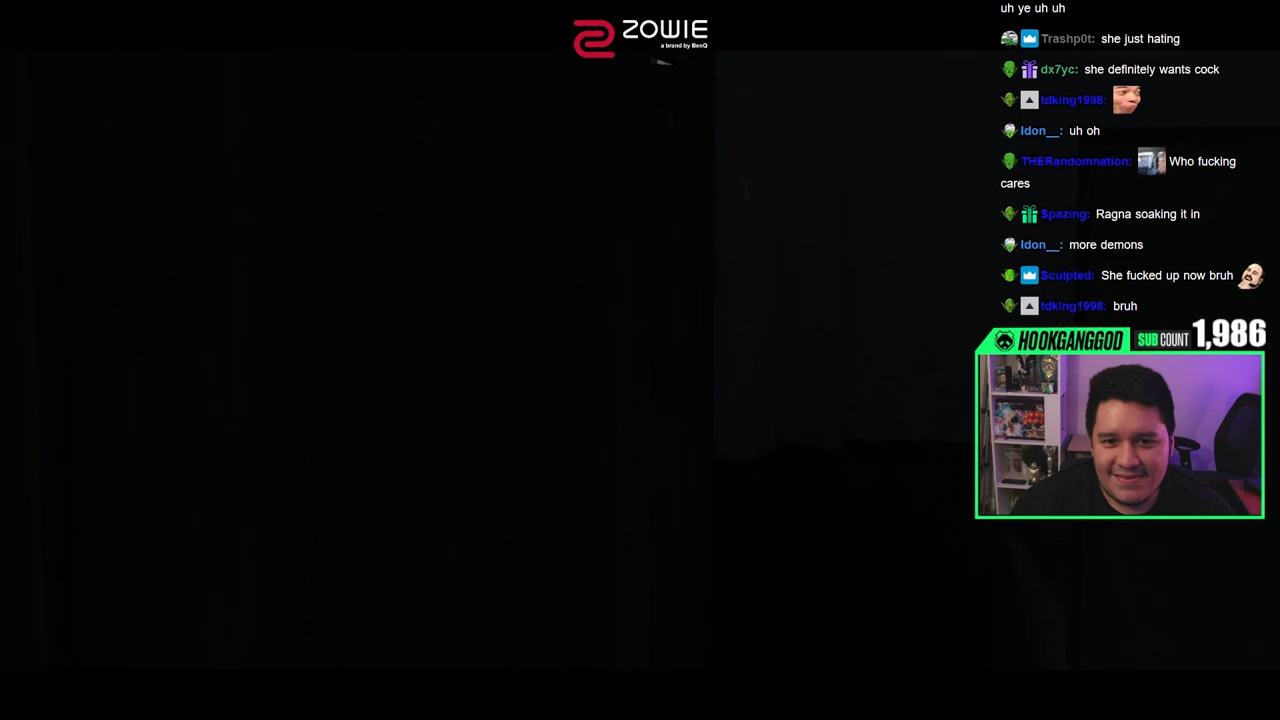 ZOWIE
a brand by BenQ
uh ye uh uh
Trashp0t: she just hating
dx7yc: she definitely wants cock
tdking1998:
Idon__: uh oh
THERandomnation: Who fucking
cares
Spazing: Ragna soaking it in
Idon__: more demons
Sculpted: She fucked up now bruh
tdking1998: bruh
HOOKGANGGOD SUB COUNT 1,986